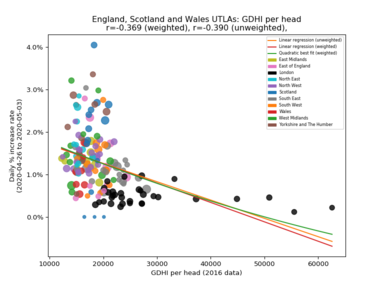 England, Scotland and Wales UTLAs: GDHI per head
r=-0.369 (weighted), r=-0.390 (unweighted),
Linear regression (unweighted)
Linear regression (weighted)
Quadratic best fit (weighted)
East Midlands
East of England
London
North East
North West
Scotland
South East
South West
Wales
West Midlands
Yorkshire and The Humber
4.0%
3.0%
2.0%
1.0%
0.0%
Daily % increase rate
(2020-04-26 to 2020-05-03)
10000 20000 30000 40000 50000 60000
GDHI per head (2016 data)